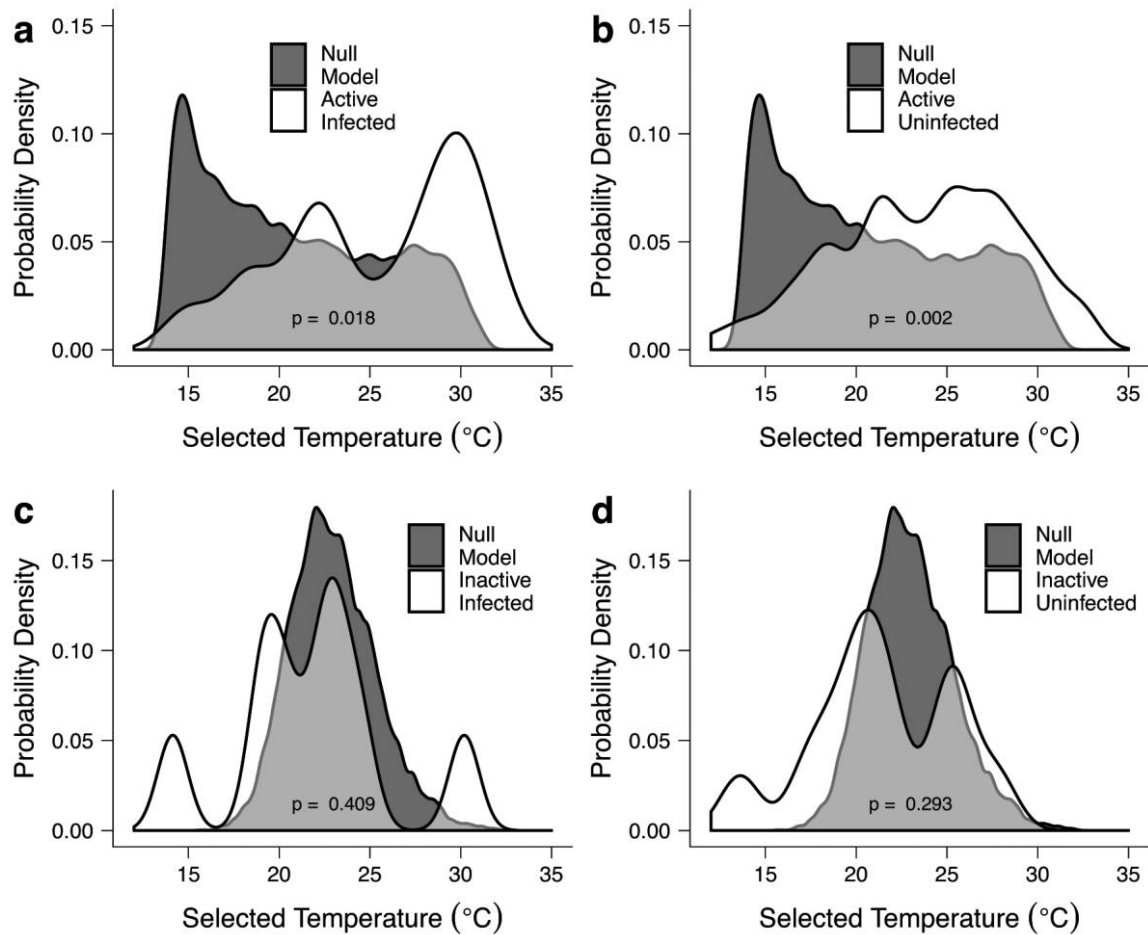 a
0.15
0.10
0.05
0.00
Probability Density
Null
Model
Active
Infected
p = 0.018
15 20 25 30 35
Selected Temperature (°C)
b
0.15
0.10
0.05
0.00
Probability Density
Null
Model
Active
Uninfected
p = 0.002
15 20 25 30 35
Selected Temperature (°C)
c
0.15
0.10
0.05
0.00
Probability Density
Null
Model
Inactive
Infected
p = 0.409
15 20 25 30 35
Selected Temperature (°C)
d
0.15
0.10
0.05
0.00
Probability Density
Null
Model
Inactive
Uninfected
p = 0.293
15 20 25 30 35
Selected Temperature (°C)